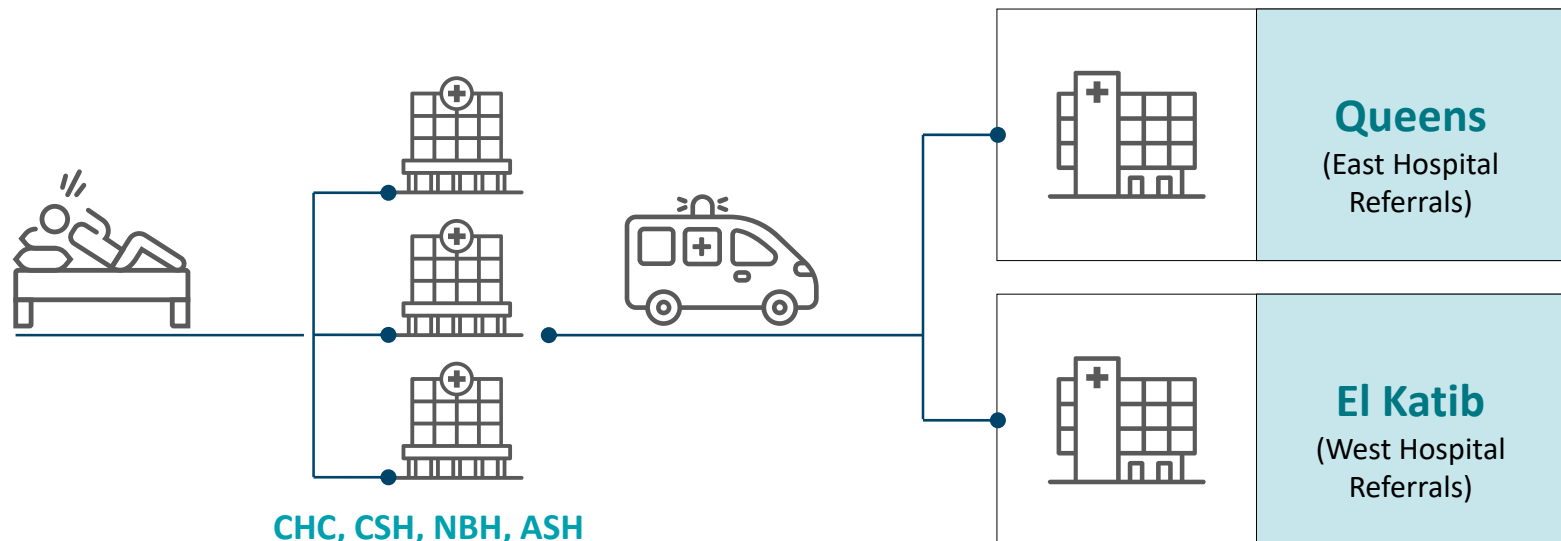 Queens
(East Hospital
Referrals)
El Katib
(West Hospital
Referrals)
CHC, CSH, NBH, ASH